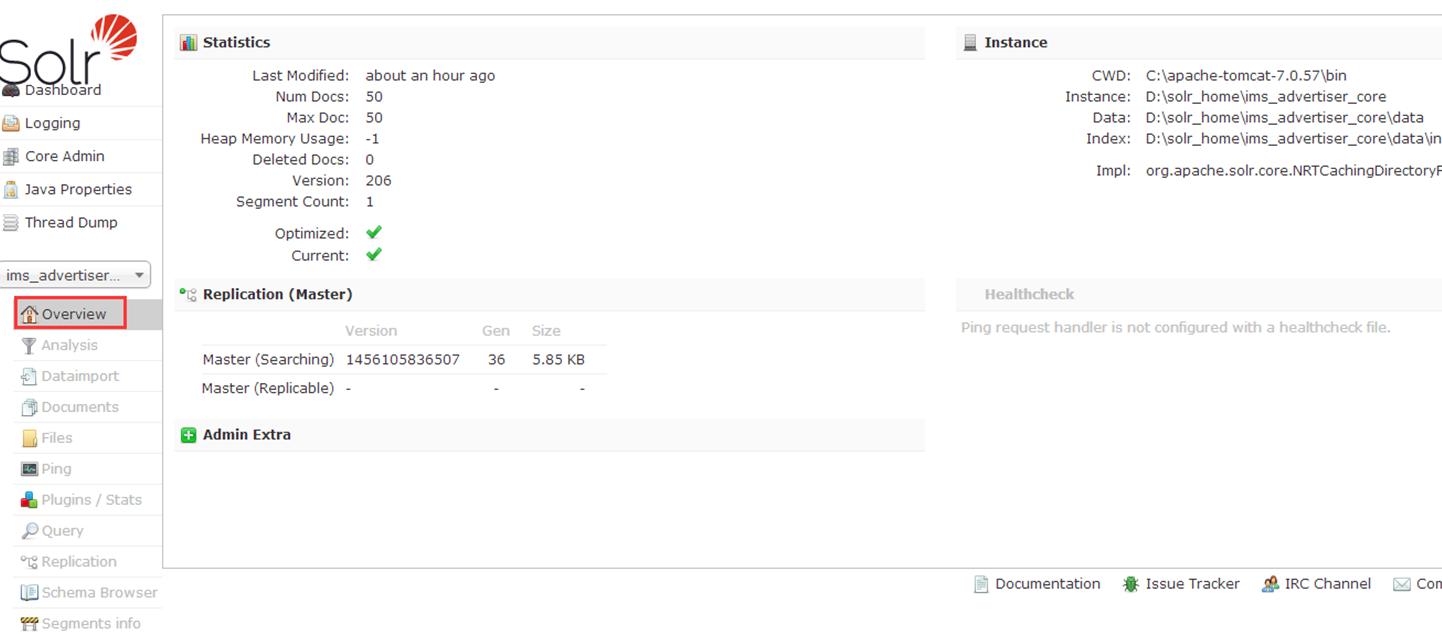 Solr
Dashboard
Logging
Core Admin
Java Properties
Thread Dump
ims_advertiser...
Overview
Analysis
Dataimport
Documents
Files
Ping
Plugins / Stats
Query
Replication
Schema Browser
Segments info
Statistics
Last Modified: about an hour ago
Num Docs: 50
Max Doc: 50
Heap Memory Usage: -1
Deleted Docs: 0
Version: 206
Segment Count: 1
Optimized:
Current:
Replication (Master)
Version Gen Size
Master (Searching) 1456105836507 36 5.85 KB
Master (Replicable) - - -
Admin Extra
Instance
CWD: C:\apache-tomcat-7.0.57\bin
Instance: D:\solr_home\ims_advertiser_core
Data: D:\solr_home\ims_advertiser_core\data
Index: D:\solr_home\ims_advertiser_core\data\in
Impl: org.apache.solr.core.NRTCachingDirectoryF
Healthcheck
Ping request handler is not configured with a healthcheck file.
Documentation Issue Tracker IRC Channel Com